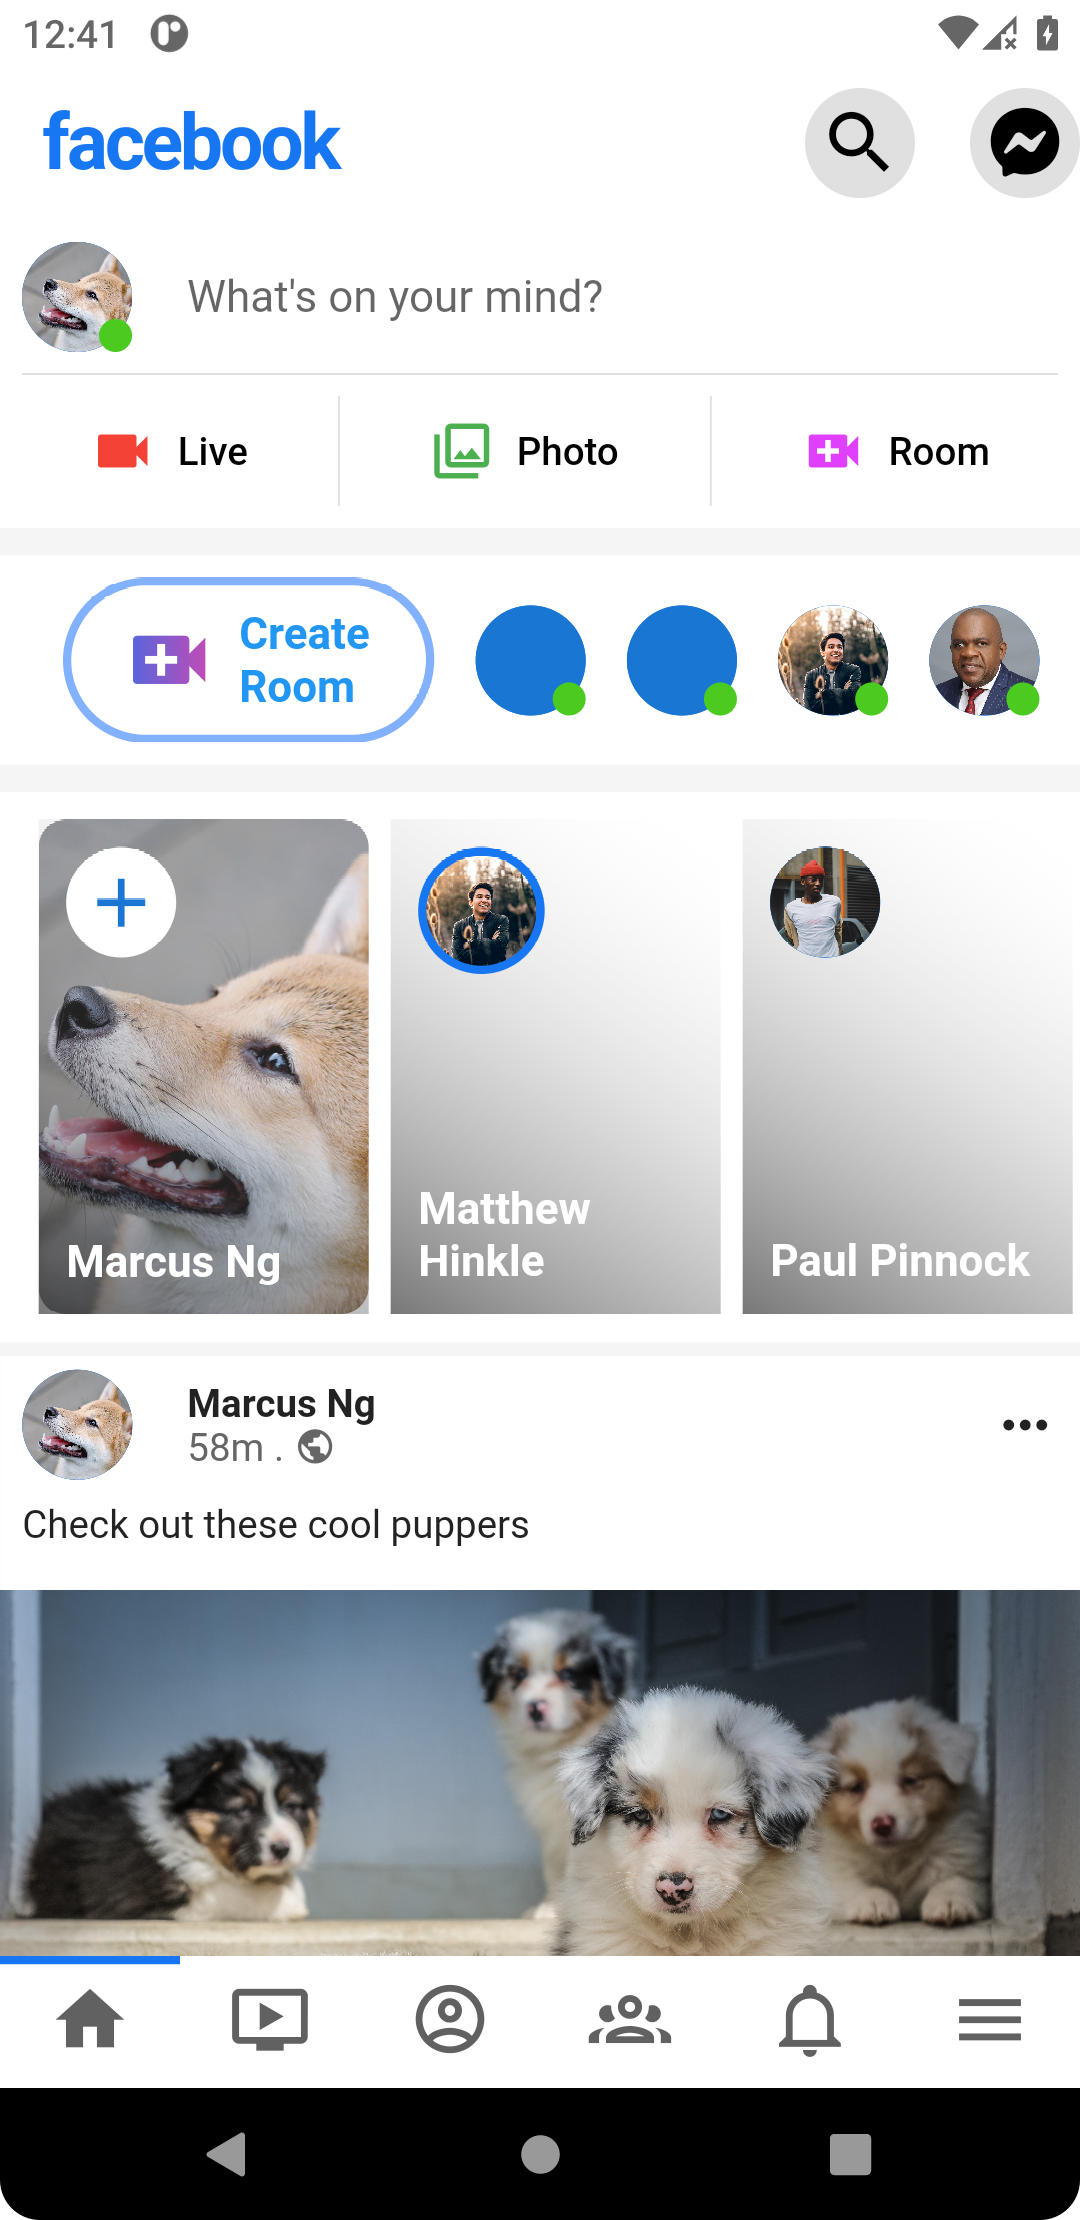 12:41
facebook
What's on your mind?
Live
Photo
Room
Create
Room
Marcus Ng
Matthew
Hinkle
Paul Pinnock
Marcus Ng
58m .
Check out these cool puppers